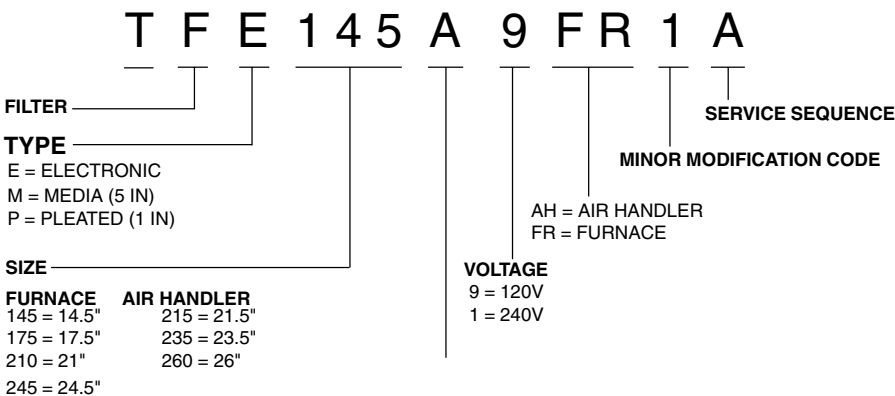 T F E 1 4 5 A 9 F R 1 A
FILTER
SERVICE SEQUENCE
TYPE
E = ELECTRONIC
M = MEDIA (5 IN)
P = PLEATED (1 IN)
MINOR MODIFICATION CODE
AH = AIR HANDLER
FR = FURNACE
SIZE
VOLTAGE
9 = 120V
1 = 240V
FURNACE AIR HANDLER
145 = 14.5" 215 = 21.5"
175 = 17.5" 235 = 23.5"
210 = 21" 260 = 26"
245 = 24.5"